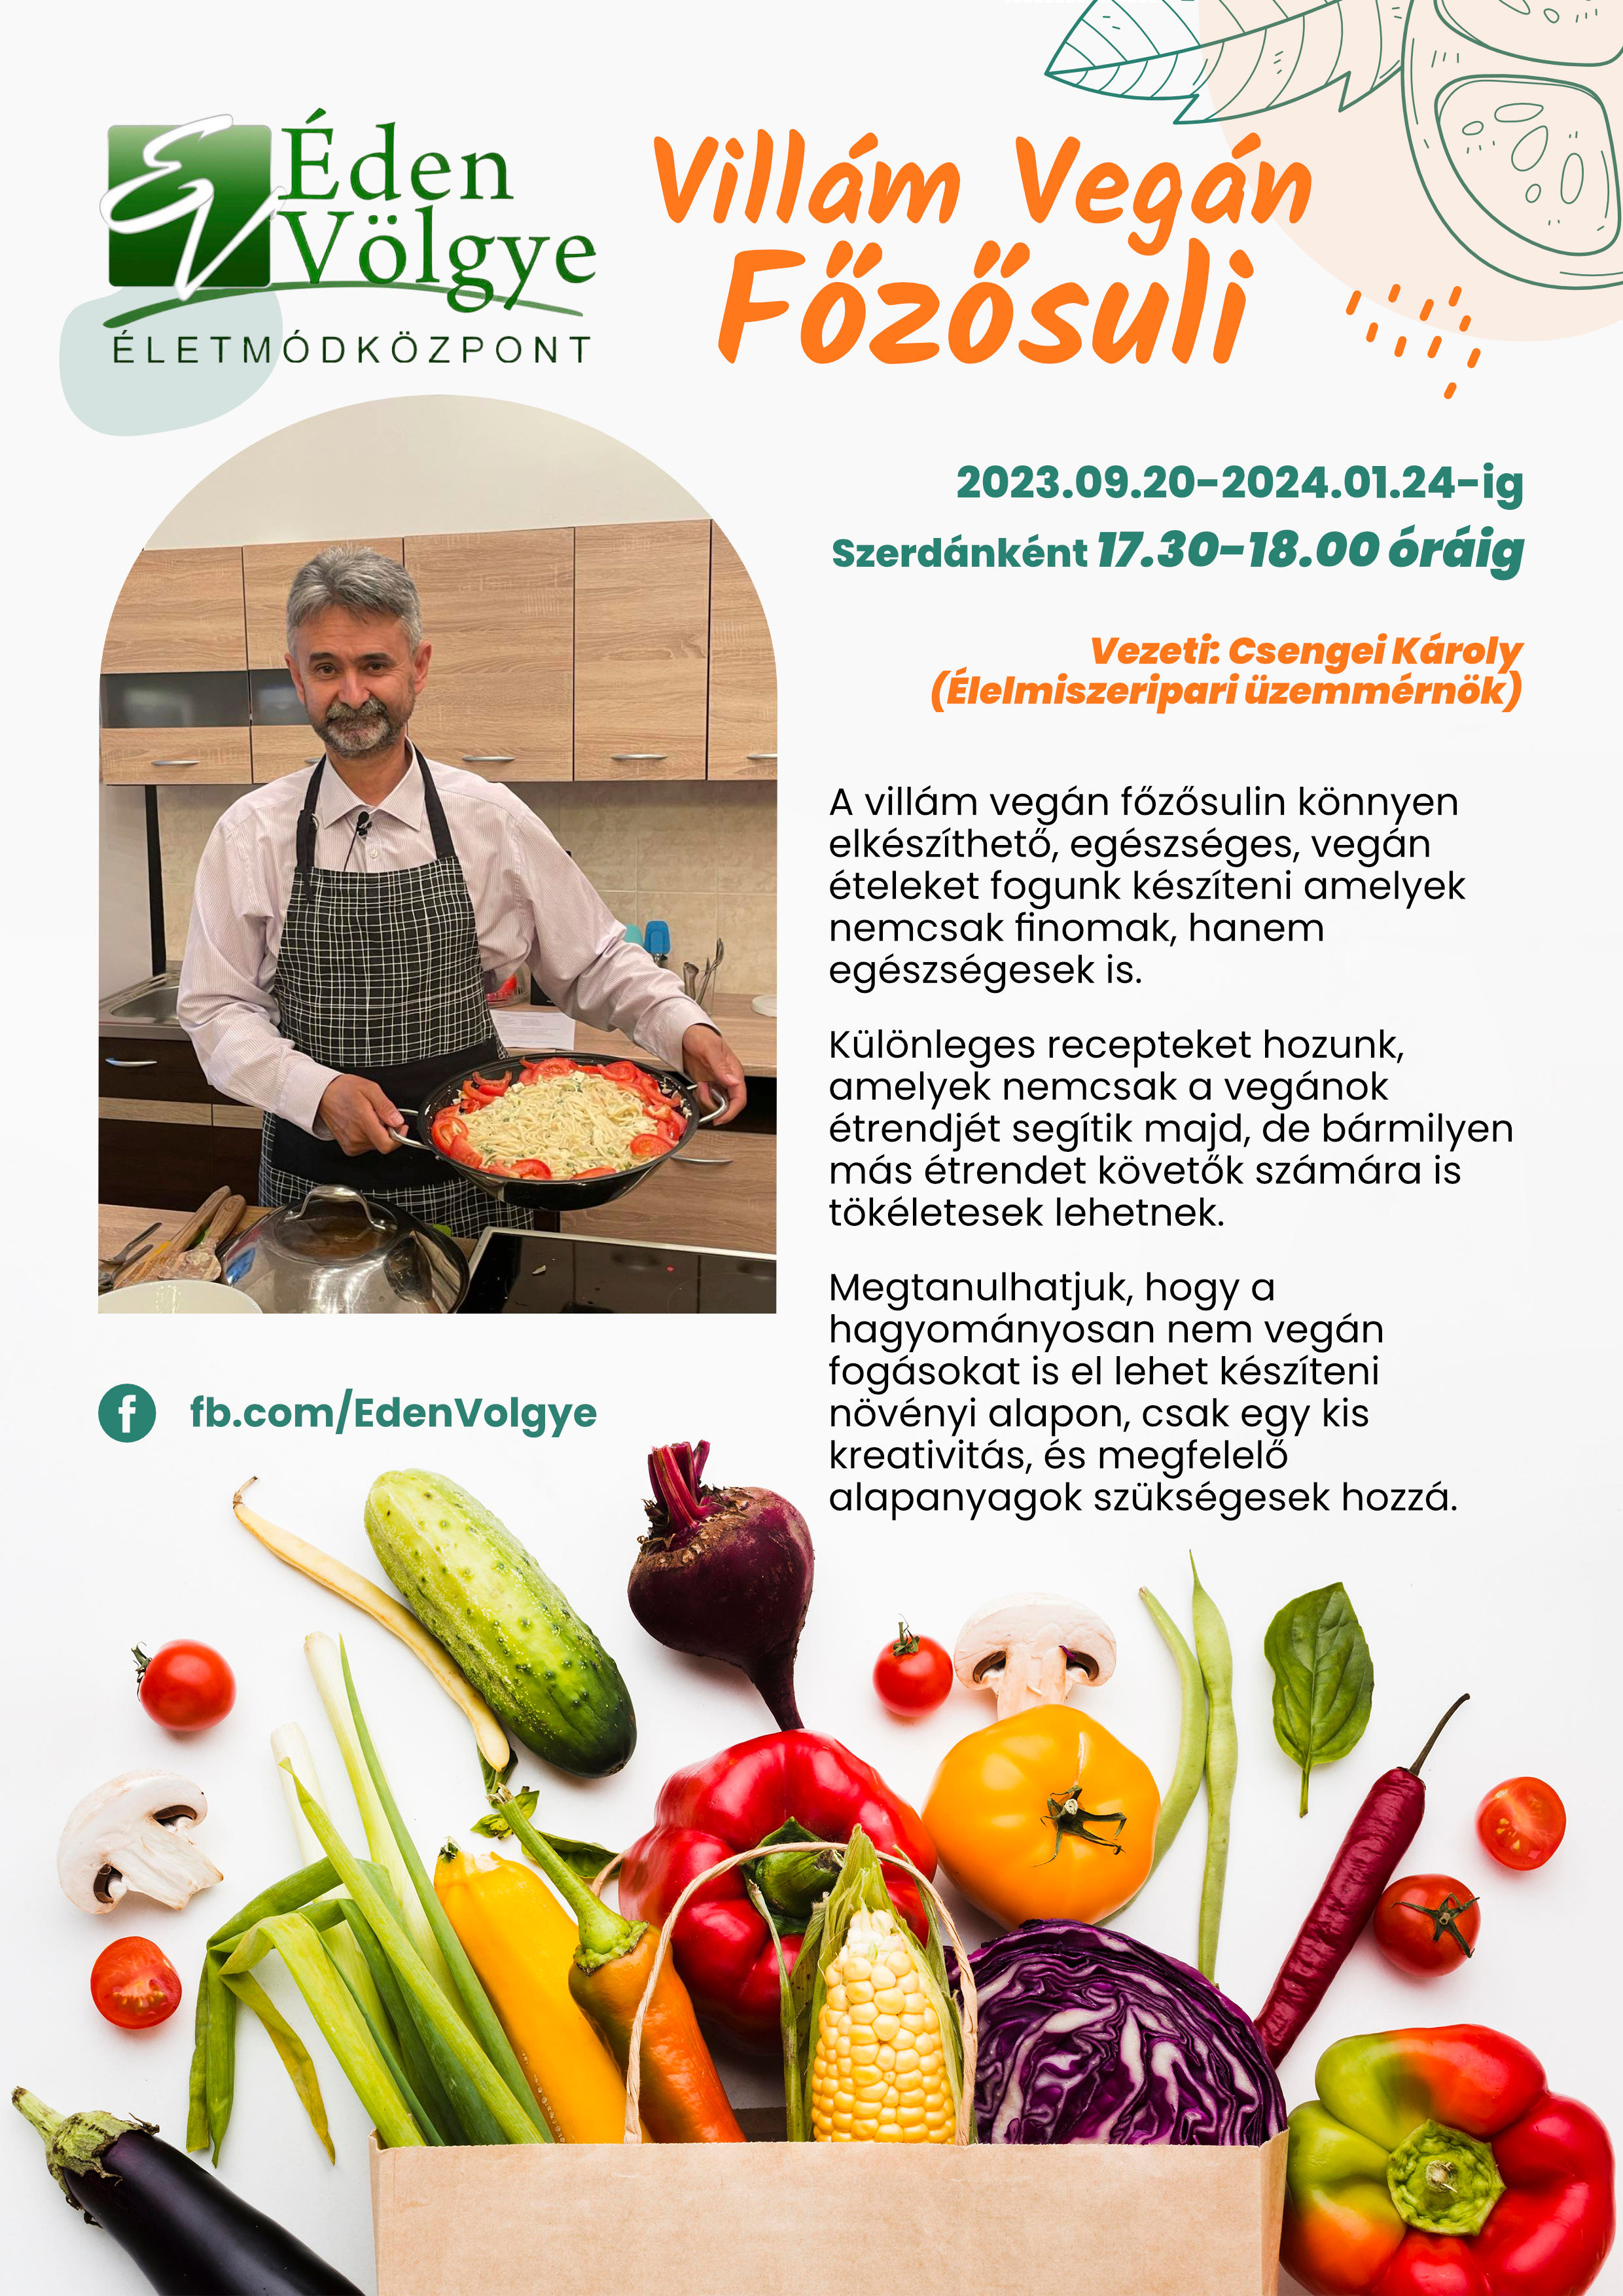 Éden
Völgye
ÉLETMÓDKÖZPONT
Villám Vegán
Főzősuli
2023.09.20-2024.01.24-ig
Szerdánként 17.30-18.00 óráig
Vezeti: Csengei Károly
(Élelmiszeripari üzemmérnök)
A villám vegán főzősulin könnyen
elkészíthető, egészséges, vegán
ételeket fogunk készíteni amelyek
nemcsak finomak, hanem
egészségesek is.
Különleges recepteket hozunk,
amelyek nemcsak a vegánok
étrendjét segítik majd, de bármilyen
más étrendet követők számára is
tökéletesek lehetnek.
Megtanulhatjuk, hogy a
hagyományosan nem vegán
fogásokat is el lehet készíteni
növényi alapon, csak egy kis
kreativitás, és megfelelő
alapanyagok szükségesek hozzá.
fb.com/EdenVolgye